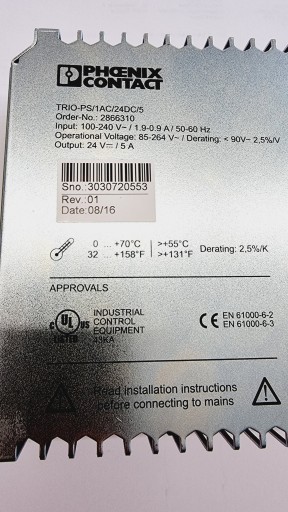 PHOENIX
CONTACT
TRIO-PS/1AC/24DC/5
Order-No.: 2866310
Input: 100-240 V~ / 1.9-0.9 A / 50-60 Hz
Operational Voltage: 85-264 V~ / Derating: < 90V~ 2,5%/V
Output: 24 V⎓ / 5 A
Sno.:3030720553
Rev.:01
Date:08/16
0 ... +70°C >+55°C
32 ... +158°F >+131°F Derating: 2,5%/K
APPROVALS
C UL US LISTED
INDUSTRIAL
CONTROL
EQUIPMENT
43KA
CE EN 61000-6-2
EN 61000-6-3
Read installation instructions
before connecting to mains